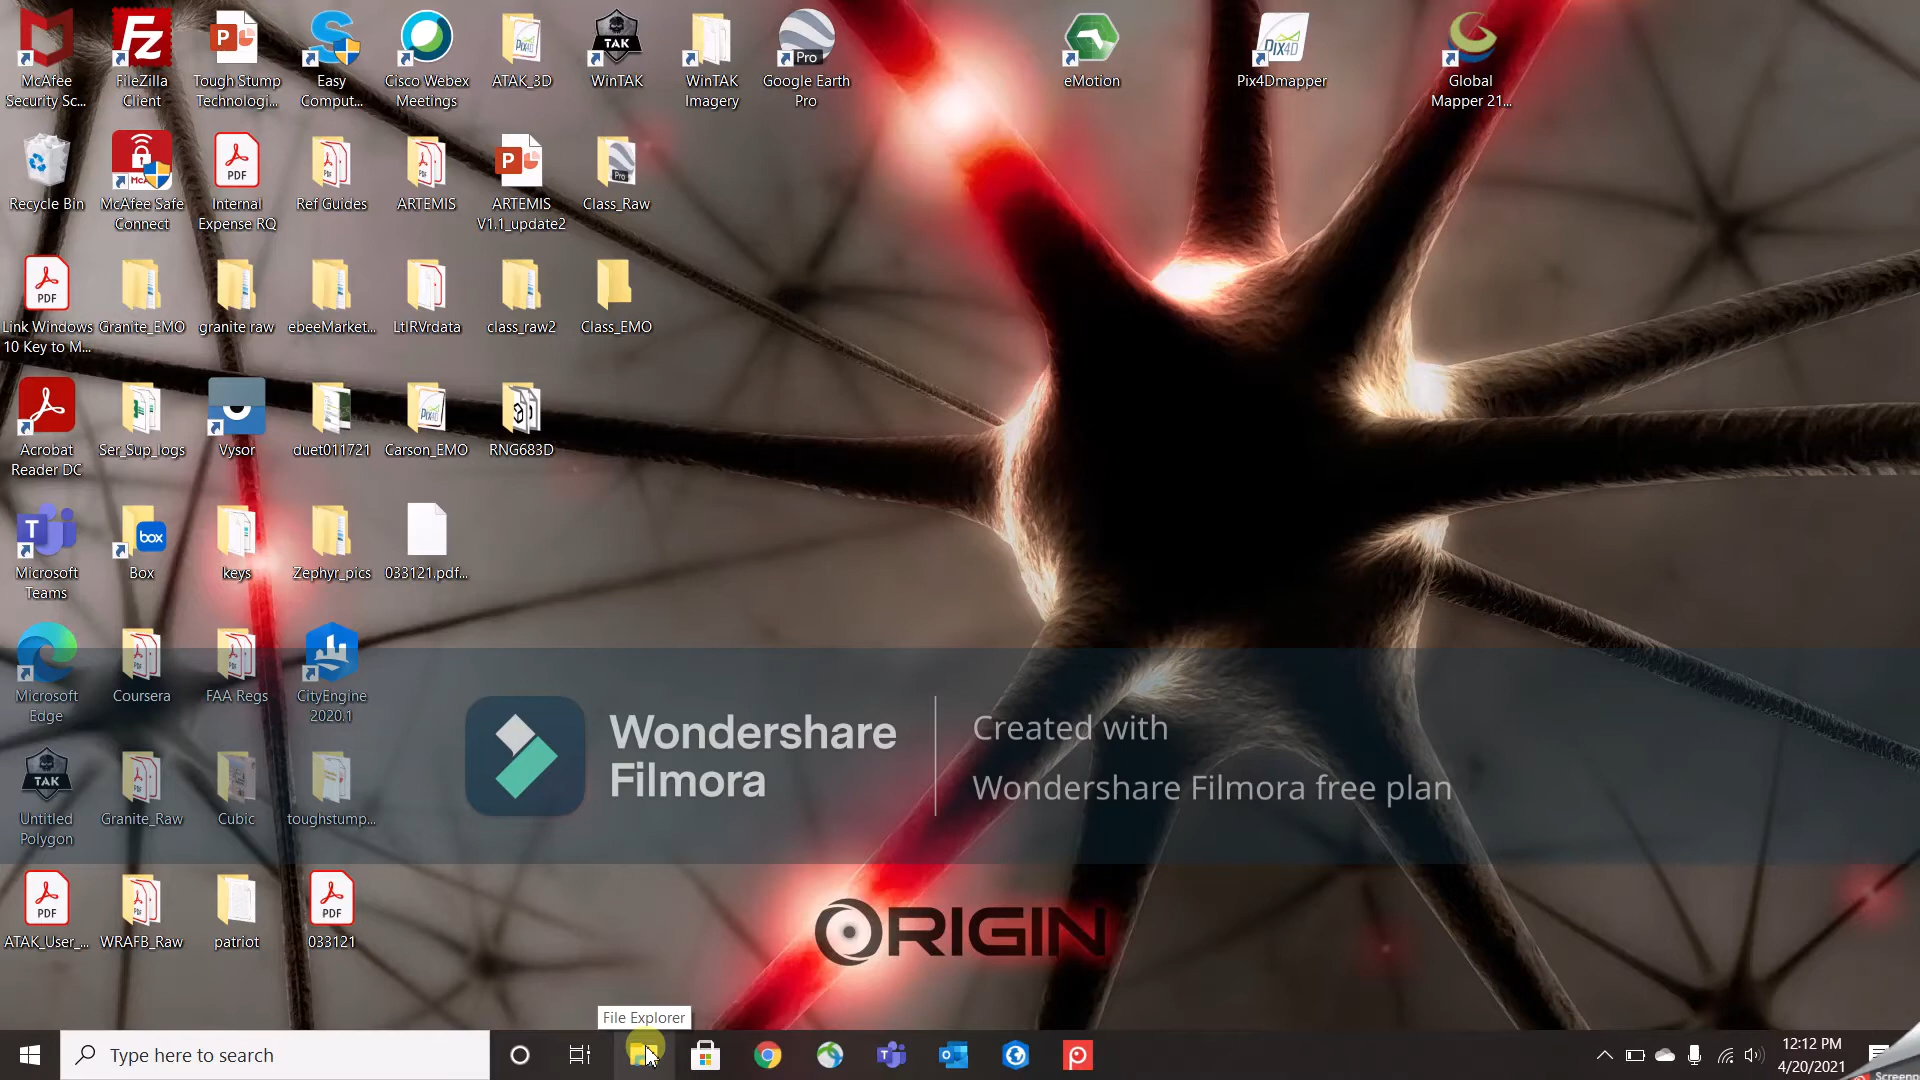 McAfee
Security Sc...
FileZilla
Client
Tough Stump
Technologi...
Easy
Comput...
Cisco Webex
Meetings
ATAK_3D
TAK
WinTAK
WinTAK
Imagery
Pro
Google Earth
Pro
eMotion
PIX4D
Pix4Dmapper
Global
Mapper 21...
Recycle Bin
McAfee Safe
Connect
PDF
Internal
Expense RQ
Ref Guides
ARTEMIS
ARTEMIS
V1.1_update2
Class_Raw
PDF
Link Windows
10 Key to M...
Granite_EMO
granite raw
ebeeMarket...
LtlRVrdata
class_raw2
Class_EMO
Acrobat
Reader DC
Ser_Sup_logs
Vysor
duet011721
Carson_EMO
RNG683D
Microsoft
Teams
box
Box
keys
Zephyr_pics
033121.pdf...
Microsoft
Edge
Coursera
FAA Regs
CityEngine
2020.1
TAK
Untitled
Polygon
Granite_Raw
Cubic
toughstump...
Wondershare
Filmora
Created with
Wondershare Filmora free plan
PDF
ATAK_User_...
WRAFB_Raw
patriot
PDF
033121
ORIGIN
File Explorer
Type here to search
12:12 PM
4/20/2021